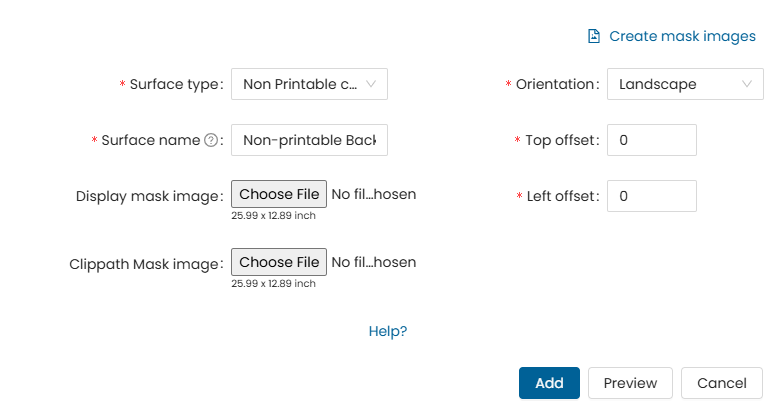 Create mask images
* Surface type: Non Printable c...
* Orientation: Landscape
* Surface name ? : Non-printable Back
* Top offset: 0
Display mask image: Choose File No fil...hosen
25.99 x 12.89 inch
* Left offset: 0
Clippath Mask image: Choose File No fil...hosen
25.99 x 12.89 inch
Help?
Add Preview Cancel